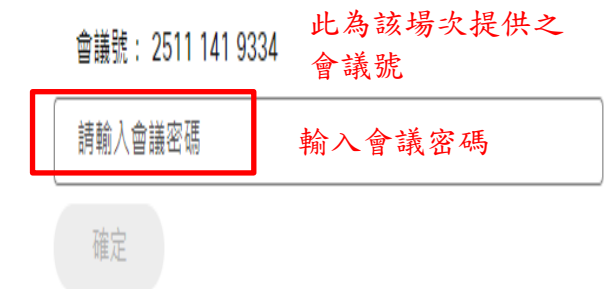 會議號： 2511 141 9334
此為該場次提供之
會議號
請輸入會議密碼
輸入會議密碼
確定